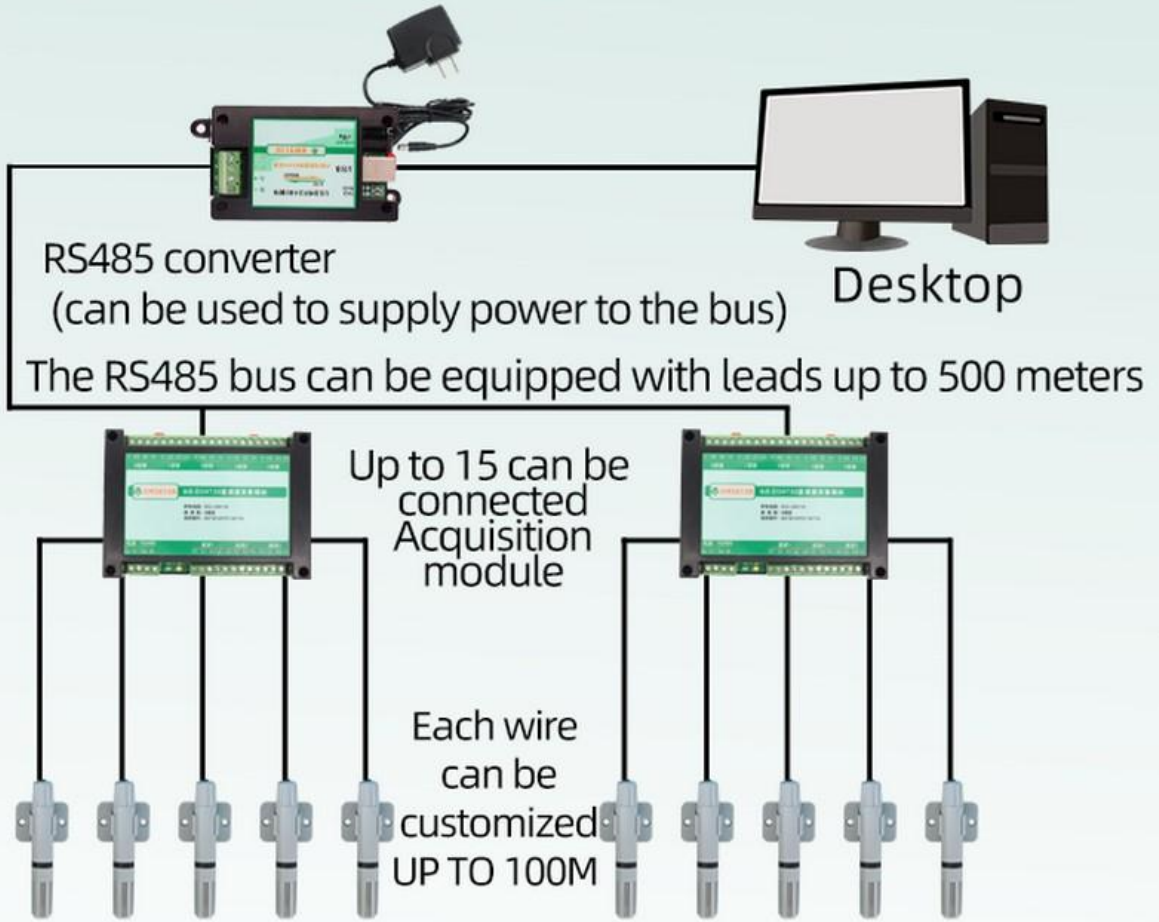 RS485 converter
(can be used to supply power to the bus)
Desktop
The RS485 bus can be equipped with leads up to 500 meters
Up to 15 can be
connected
Acquisition
module
Each wire
can be
customized
UP TO 100M